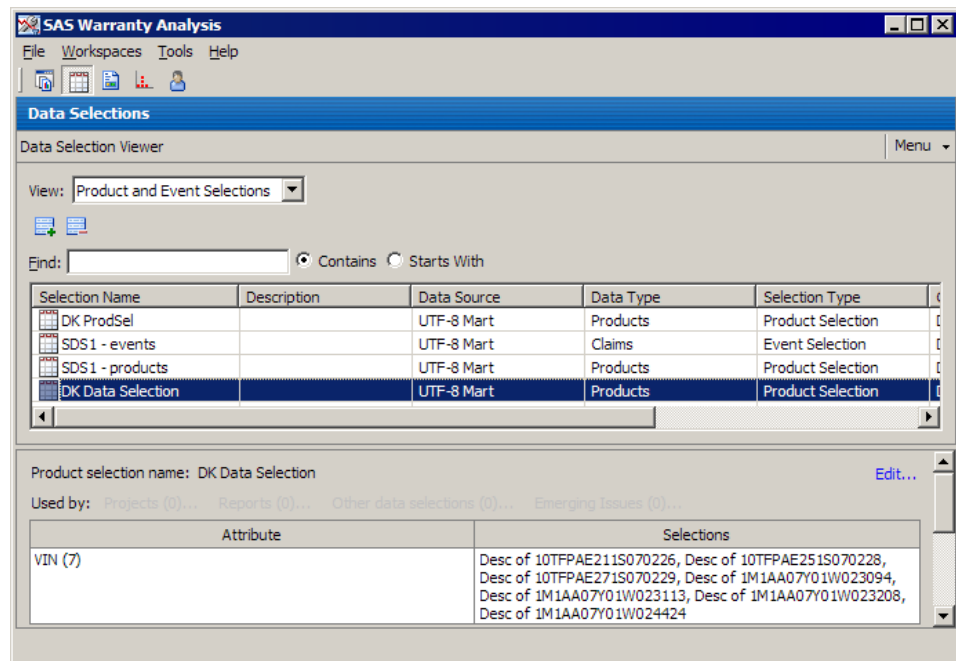 SAS Warranty Analysis
File Workspaces Tools Help
Data Selections
Data Selection Viewer Menu
View: Product and Event Selections
Find: Contains Starts With
Selection Name Description Data Source Data Type Selection Type
DK ProdSel UTF-8 Mart Products Product Selection
SDS1 - events UTF-8 Mart Claims Event Selection
SDS1 - products UTF-8 Mart Products Product Selection
DK Data Selection UTF-8 Mart Products Product Selection
Product selection name: DK Data Selection Edit...
Used by: Projects (0)... Reports (0)... Other data selections (0)... Emerging Issues (0)...
Attribute Selections
VIN (7) Desc of 10TFPAE211S070226, Desc of 10TFPAE251S070228,
Desc of 10TFPAE271S070229, Desc of 1M1AA07Y01W023094,
Desc of 1M1AA07Y01W023113, Desc of 1M1AA07Y01W023208,
Desc of 1M1AA07Y01W024424